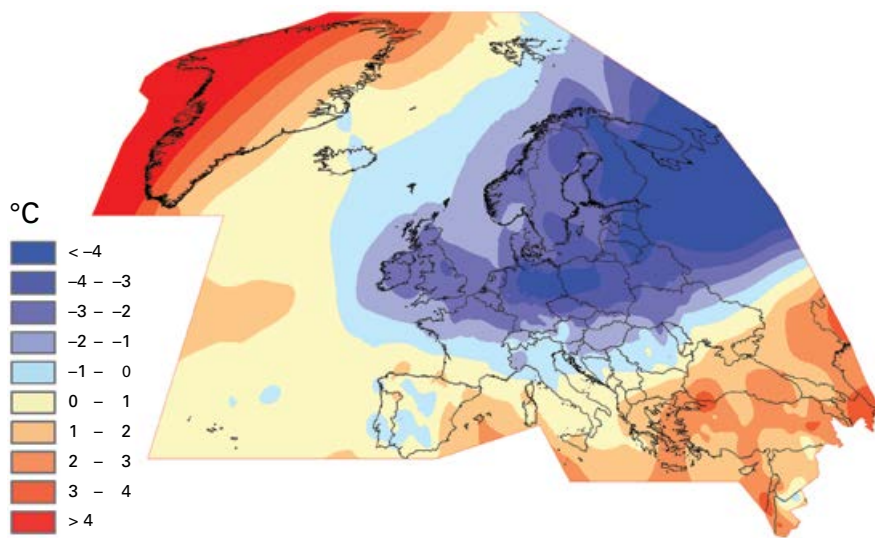 °C
< –4
–4 – –3
–3 – –2
–2 – –1
–1 – 0
0 – 1
1 – 2
2 – 3
3 – 4
> 4